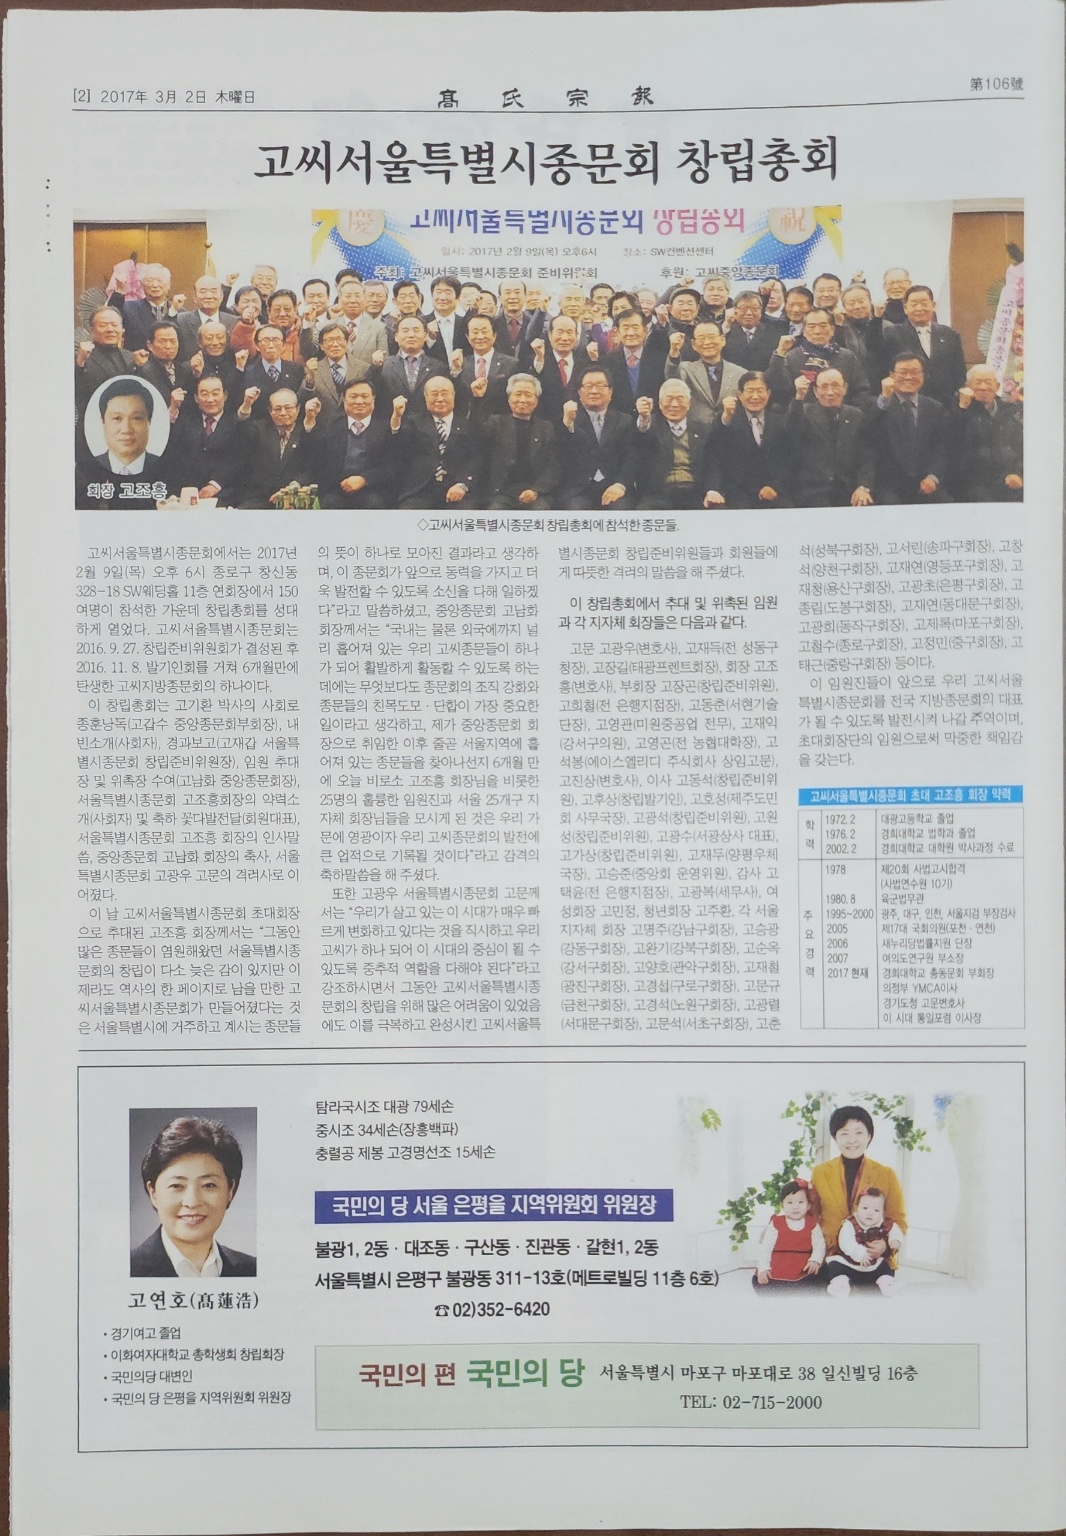 [2] 2017年 3月 2日 木曜日
高 氏 宗 報
第106號
고씨서울특별시종문회 창립총회
慶
고씨서울특별시종문회 창립총회
祝
일시: 2017년 2월 9일(목) 오후6시 장소: SW컨벤션센터
주최: 고씨서울특별시종문회 준비위원회 후원: 고씨중앙종문회
회장 고조흥
◇고씨서울특별시종문회 창립총회에 참석한 종문들.
고씨서울특별시종문회에서는 2017년
2월 9일(목) 오후 6시 종로구 창신동
328-18 SW웨딩홀 11층 연회장에서 150
여명이 참석한 가운데 창립총회를 성대
하게 열었다. 고씨서울특별시종문회는
2016. 9. 27. 창립준비위원회가 결성된 후
2016. 11. 8. 발기인회를 거쳐 6개월만에
탄생한 고씨지방종문회의 하나이다.
이 창립총회는 고기환 박사의 사회로
종훈낭독(고갑수 중앙종문회부회장), 내
빈소개(사회자), 경과보고(고재갑 서울특
별시종문회 창립준비위원장), 임원 추대
장 및 위촉장 수여(고남화 중앙종문회장),
서울특별시종문회 고조흥회장의 약력소
개(사회자) 및 축하 꽃다발전달(회원대표),
서울특별시종문회 고조흥 회장의 인사말
씀, 중앙종문회 고남화 회장의 축사, 서울
특별시종문회 고광우 고문의 격려사로 이
어졌다.
이 날 고씨서울특별시종문회 초대회장
으로 추대된 고조흥 회장께서는 “그동안
많은 종문들이 염원해왔던 서울특별시종
문회의 창립이 다소 늦은 감이 있지만 이
제라도 역사의 한 페이지로 남을 만한 고
씨서울특별시종문회가 만들어졌다는 것
은 서울특별시에 거주하고 계시는 종문들
의 뜻이 하나로 모아진 결과라고 생각하
며, 이 종문회가 앞으로 동력을 가지고 더
욱 발전할 수 있도록 소신을 다해 일하겠
다”라고 말씀하셨고, 중앙종문회 고남화
회장께서는 “국내는 물론 외국에까지 널
리 흩어져 있는 우리 고씨종문들이 하나
가 되어 활발하게 활동할 수 있도록 하는
데에는 무엇보다도 종문회의 조직 강화와
종문들의 친목도모·단합이 가장 중요한
일이라고 생각하고, 제가 중앙종문회 회
장으로 취임한 이후 줄곧 서울지역에 흩
어져 있는 종문들을 찾아나선지 6개월 만
에 오늘 비로소 고조흥 회장님을 비롯한
25명의 훌륭한 임원진과 서울 25개구 지
자체 회장님들을 모시게 된 것은 우리 가
문에 영광이자 우리 고씨종문회의 발전에
큰 업적으로 기록될 것이다”라고 감격의
축하말씀을 해 주셨다.
또한 고광우 서울특별시종문회 고문께
서는 “우리가 살고 있는 이 시대가 매우 빠
르게 변화하고 있다는 것을 직시하고 우리
고씨가 하나 되어 이 시대의 중심이 될 수
있도록 중추적 역할을 다해야 된다”라고
강조하시면서 그동안 고씨서울특별시종
문회의 창립을 위해 많은 어려움이 있었음
에도 이를 극복하고 완성시킨 고씨서울특
별시종문회 창립준비위원들과 회원들에
게 따뜻한 격려의 말씀을 해 주셨다.
이 창립총회에서 추대 및 위촉된 임원
과 각 지자체 회장들은 다음과 같다.
고문 고광우(변호사), 고재득(전 성동구
청장), 고장길(태광프렌트회장), 회장 고조
흥(변호사), 부회장 고장곤(창립준비위원),
고희철(전 은행지점장), 고동춘(서현기술
단장), 고영관(미원중공업 전무), 고재익
(강서구의원), 고영곤(전 농협대학장), 고
석봉(에이스엘리디 주식회사 상임고문),
고진상(변호사), 이사 고동석(창립준비위
원), 고후상(창립발기인), 고호성(제주도민
회 사무국장), 고광석(창립준비위원), 고원
성(창립준비위원), 고광수(서광상사 대표),
고가상(창립준비위원), 고재두(양평우체
국장), 고승준(중앙회 운영위원), 감사 고
택윤(전 은행지점장), 고광복(세무사), 여
성회장 고민정, 청년회장 고주환, 각 서울
지자체 회장 고명주(강남구회장), 고승광
(강동구회장), 고완기(강북구회장), 고순옥
(강서구회장), 고양호(관악구회장), 고재철
(광진구회장), 고경섭(구로구회장), 고문규
(금천구회장), 고경석(노원구회장), 고광렬
(서대문구회장), 고문석(서초구회장), 고춘
석(성북구회장), 고서린(송파구회장), 고창
석(양천구회장), 고재연(영등포구회장), 고
재청(용산구회장), 고광초(은평구회장), 고
종립(도봉구회장), 고재연(동대문구회장),
고광희(동작구회장), 고제록(마포구회장),
고철수(종로구회장), 고정민(중구회장), 고
태근(중랑구회장) 등이다.
이 임원진들이 앞으로 우리 고씨서울
특별시종문회를 전국 지방종문회의 대표
가 될 수 있도록 발전시켜 나갈 주역이며,
초대회장단의 임원으로써 막중한 책임감
을 갖는다.
고씨서울특별시종문회 초대 고조흥 회장 약력
학력
1972. 2 대광고등학교 졸업
1976. 2 경희대학교 법학과 졸업
2002. 2 경희대학교 대학원 박사과정 수료
주요경력
1978 제20회 사법고시합격
(사법연수원 10기)
1980. 8 육군법무관
1995~2000 광주, 대구, 인천, 서울지검 부장검사
2005 제17대 국회의원(포천·연천)
2006 새누리당법률지원 단장
2007 여의도연구원 부소장
2017 현재 경희대학교 총동문회 부회장
의정부 YMCA이사
경기도청 고문변호사
이 시대 통일포럼 이사장
탐라국시조 대광 79세손
중시조 34세손(장흥백파)
충렬공 제봉 고경명선조 15세손
국민의 당 서울 은평을 지역위원회 위원장
불광1, 2동·대조동·구산동·진관동·갈현1, 2동
서울특별시 은평구 불광동 311-13호(메트로빌딩 11층 6호)
☎ 02)352-6420
고연호(高蓮浩)
• 경기여고 졸업
• 이화여자대학교 총학생회 창립회장
• 국민의당 대변인
• 국민의 당 은평을 지역위원회 위원장
국민의 편 국민의 당 서울특별시 마포구 마포대로 38 일신빌딩 16층
TEL: 02-715-2000